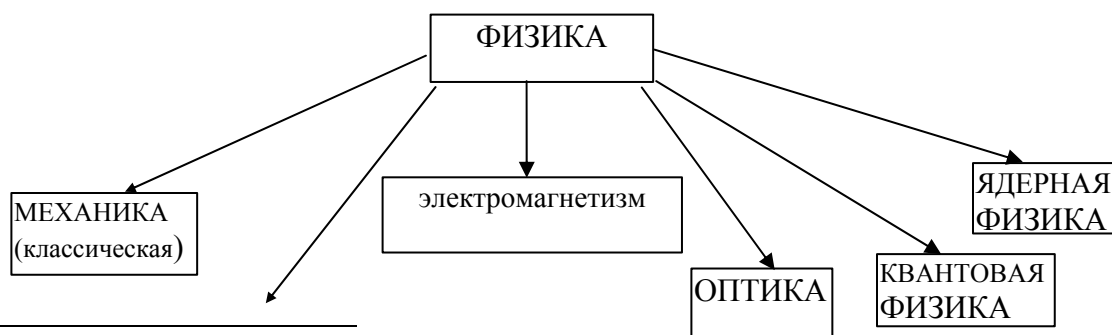 ФИЗИКА
МЕХАНИКА
(классическая)
электромагнетизм
ОПТИКА
КВАНТОВАЯ
ФИЗИКА
ЯДЕРНАЯ
ФИЗИКА